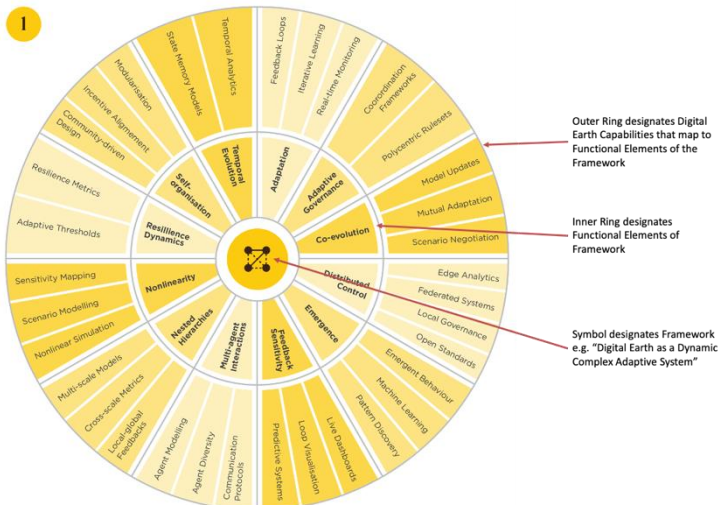 1
Temporal Analytics
State Memory Models
Feedback Loops
Iterative Learning
Real-time Monitoring
Coordination
Frameworks
Polycentric Rulesets
Model Updates
Mutual Adaptation
Scenario Negotiation
Edge Analytics
Federated Systems
Local Governance
Open Standards
Emergent Behaviour
Machine Learning
Pattern Discovery
Live Dashboards
Loop Visualisation
Predictive Systems
Communication
Protocols
Agent Diversity
Agent Modelling
Local-global
Feedbacks
Cross-scale Metrics
Multi-scale Models
Nonlinear Simulation
Scenario Modelling
Sensitivity Mapping
Adaptive Thresholds
Resilience Metrics
Community-driven
Design
Incentive Alignment
Modularisation
Temporal
Evolution
Adaptation
Adaptive
Governance
Co-evolution
Distributed
Control
Emergence
Feedback
Sensitivity
Multi-agent
Interactions
Nested
Hierarchies
Nonlinearity
Resillience
Dynamics
Self-
organisation
Outer Ring designates Digital
Earth Capabilities that map to
Functional Elements of the
Framework
Inner Ring designates
Functional Elements of
Framework
Symbol designates Framework
e.g. “Digital Earth as a Dynamic
Complex Adaptive System”